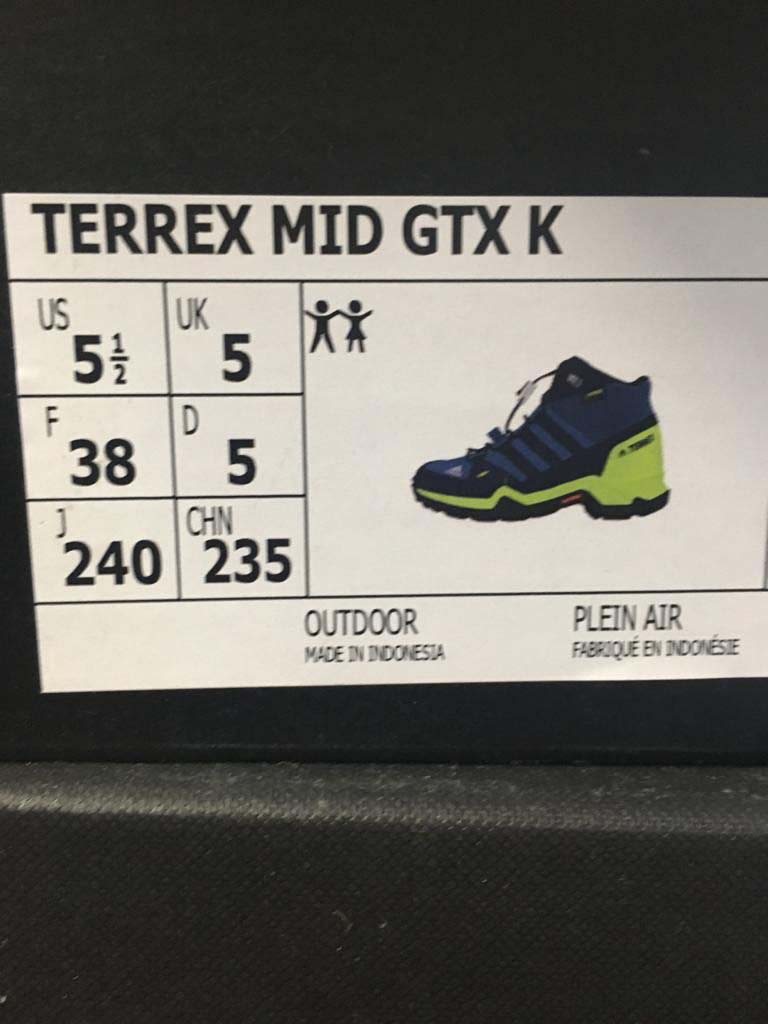 TERREX MID GTX K
US 5½ UK 5
F 38 D 5
J 240 CHN 235
OUTDOOR PLEIN AIR
MADE IN INDONESIA FABRIQUÉ EN INDONÉSIE